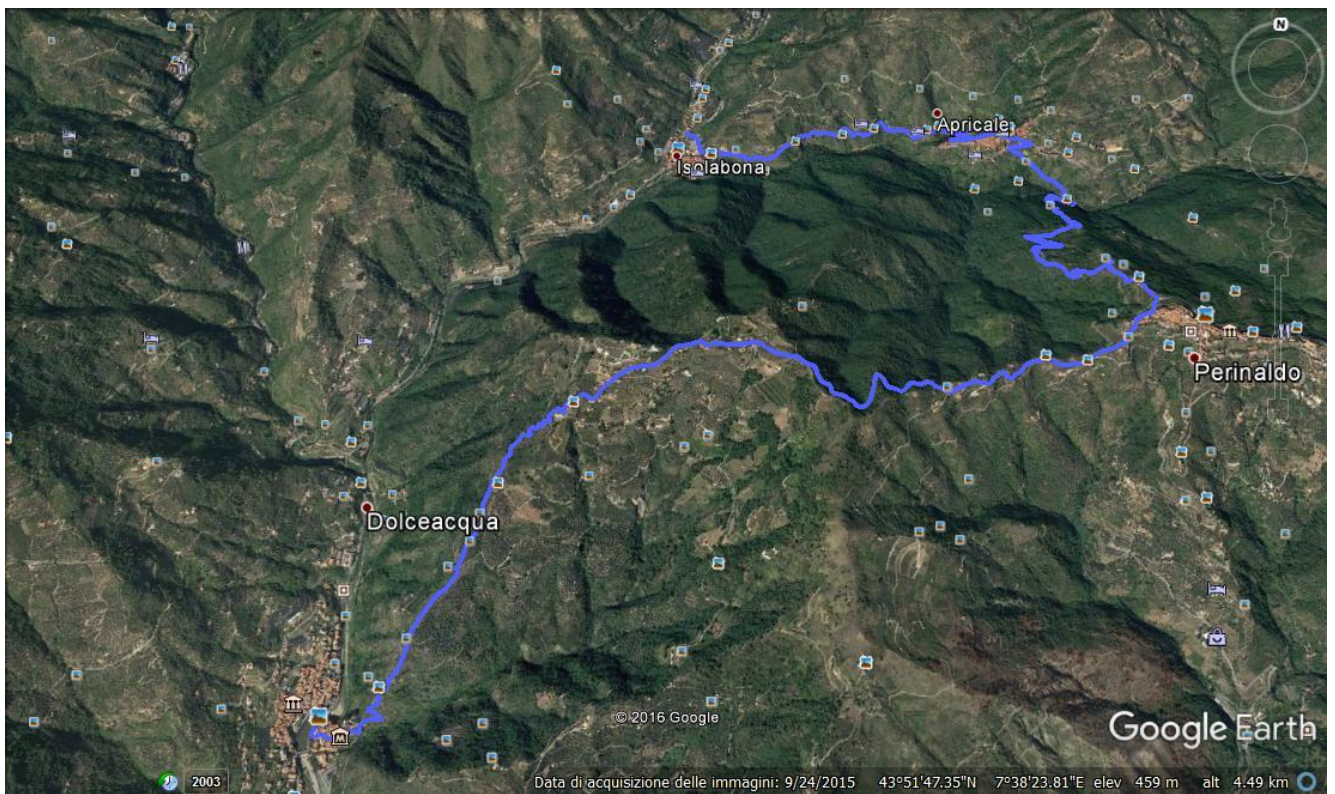 N
Apricale
Isolabona
Perinaldo
Dolceacqua
M
© 2016 Google
Google Earth
2003
Data di acquisizione delle immagini: 9/24/2015 43°51'47.35"N 7°38'23.81"E elev 459 m alt 4.49 km